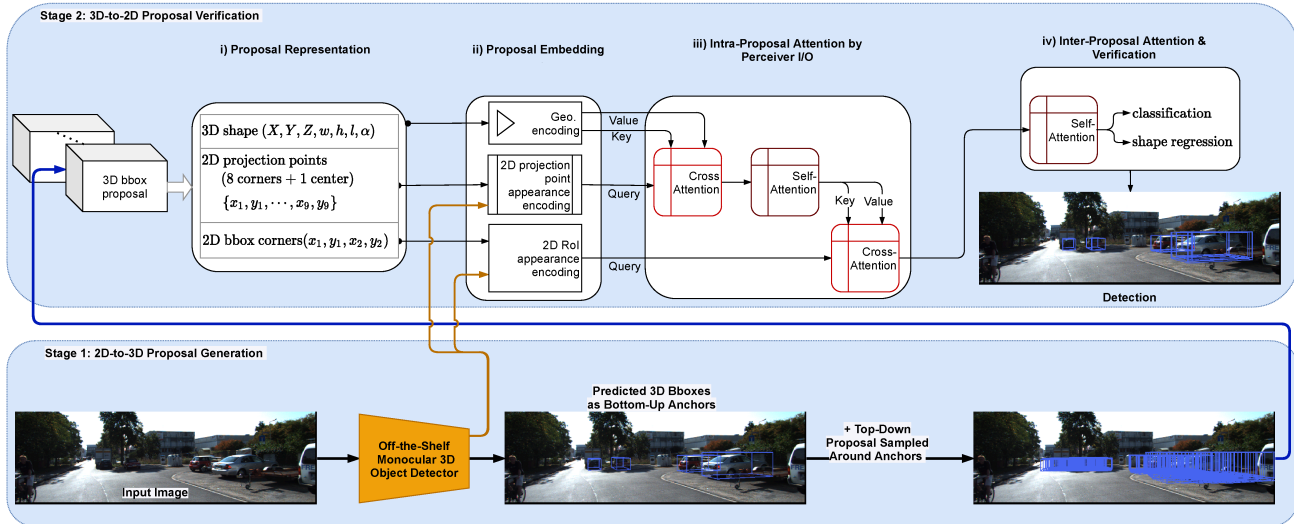 Stage 2: 3D-to-2D Proposal Verification
i) Proposal Representation
ii) Proposal Embedding
iii) Intra-Proposal Attention by
Perceiver I/O
iv) Inter-Proposal Attention &
Verification
3D bbox
proposal
3D shape (X, Y, Z, w, h, l, α)
2D projection points
(8 corners + 1 center)
{x₁, y₁, ⋯, x₉, y₉}
2D bbox corners(x₁, y₁, x₂, y₂)
Geo.
encoding
2D projection
point
appearance
encoding
2D RoI
appearance
encoding
Value
Key
Query
Query
Cross
Attention
Self-
Attention
Key
Value
Cross-
Attention
Self-
Attention
classification
shape regression
Detection
Stage 1: 2D-to-3D Proposal Generation
Input Image
Off-the-Shelf
Monocular 3D
Object Detector
Predicted 3D Bboxes
as Bottom-Up Anchors
+ Top-Down
Proposal Sampled
Around Anchors